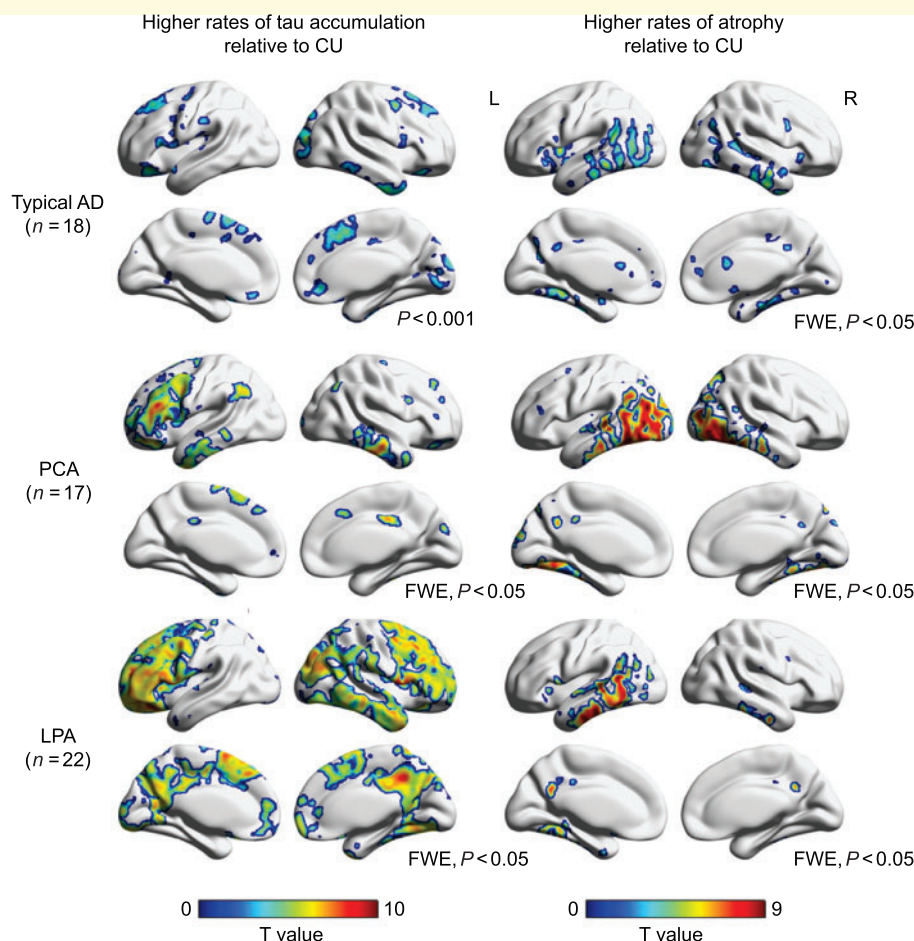 Higher rates of tau accumulation
relative to CU
Higher rates of atrophy
relative to CU
L
R
Typical AD
(n = 18)
P < 0.001
FWE, P < 0.05
PCA
(n = 17)
FWE, P < 0.05
FWE, P < 0.05
LPA
(n = 22)
FWE, P < 0.05
FWE, P < 0.05
0
10
T value
0
9
T value